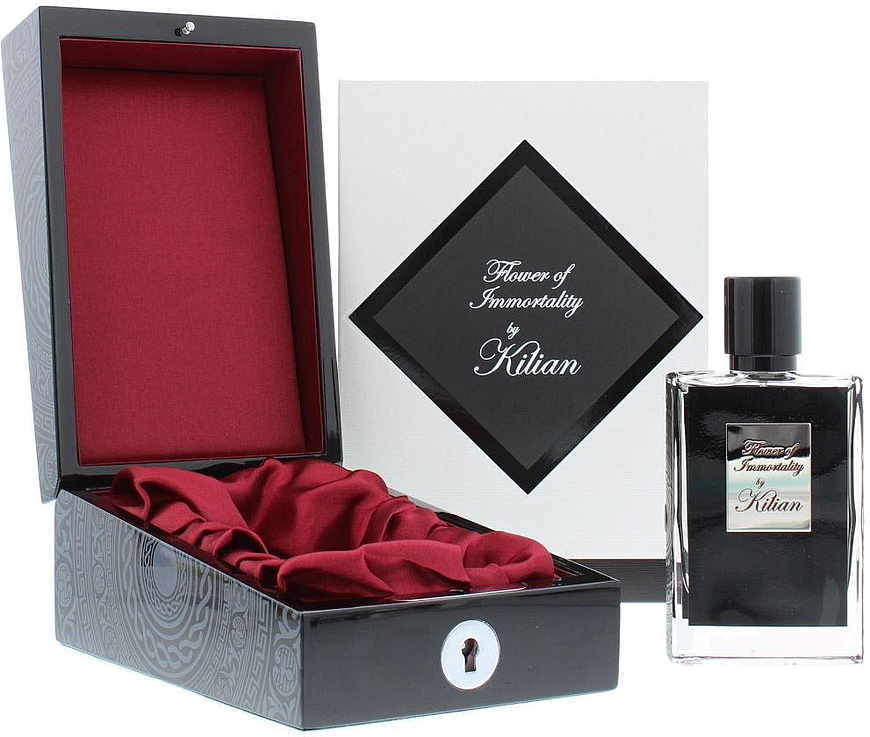 Flower of
Immortality
by
Kilian
Flower of
Immortality
by
Kilian